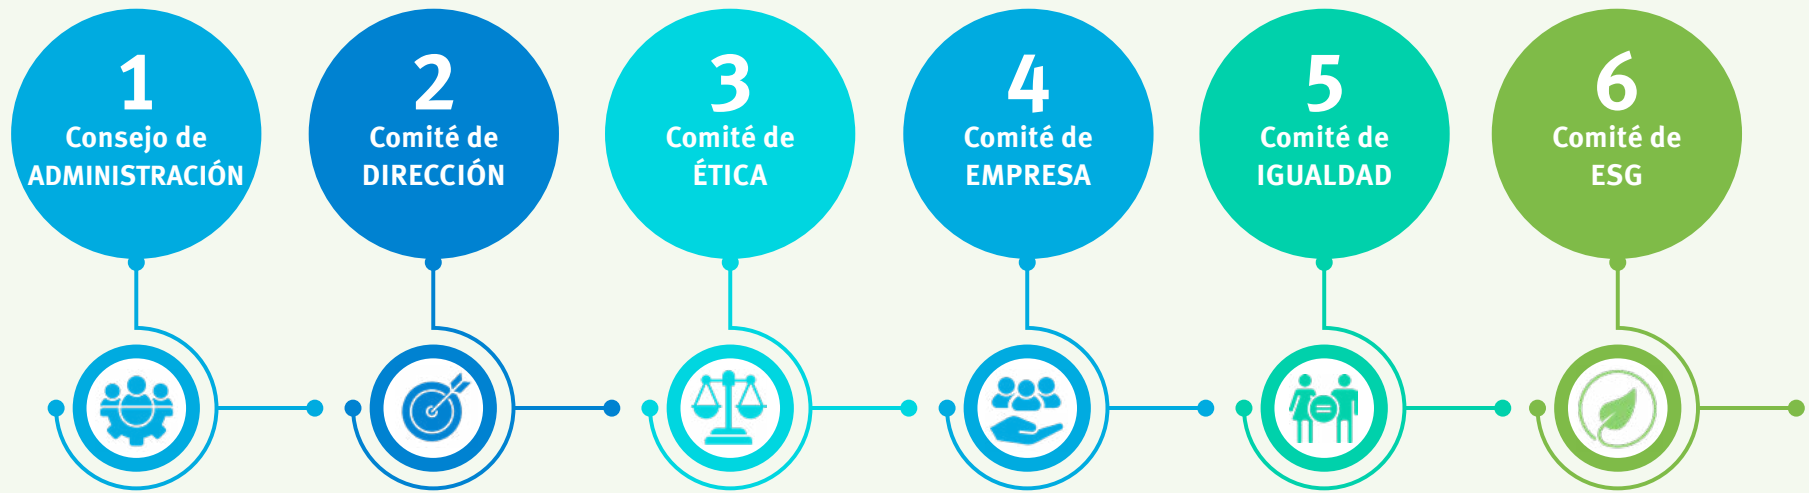 1
Consejo de
ADMINISTRACIÓN
2
Comité de
DIRECCIÓN
3
Comité de
ÉTICA
4
Comité de
EMPRESA
5
Comité de
IGUALDAD
6
Comité de
ESG